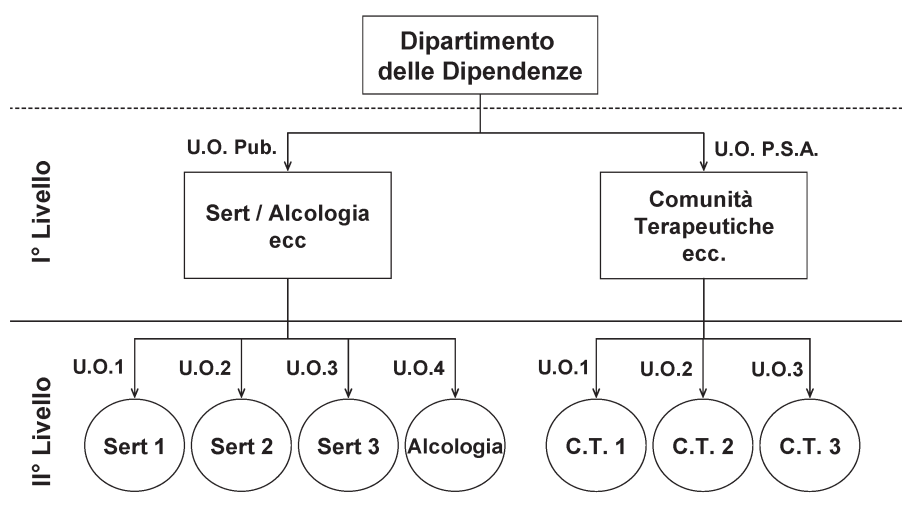 Dipartimento
delle Dipendenze
I° Livello
U.O. Pub.
U.O. P.S.A.
Sert / Alcologia
ecc
Comunità
Terapeutiche
ecc.
II° Livello
U.O.1
U.O.2
U.O.3
U.O.4
U.O.1
U.O.2
U.O.3
Sert 1
Sert 2
Sert 3
Alcologia
C.T. 1
C.T. 2
C.T. 3